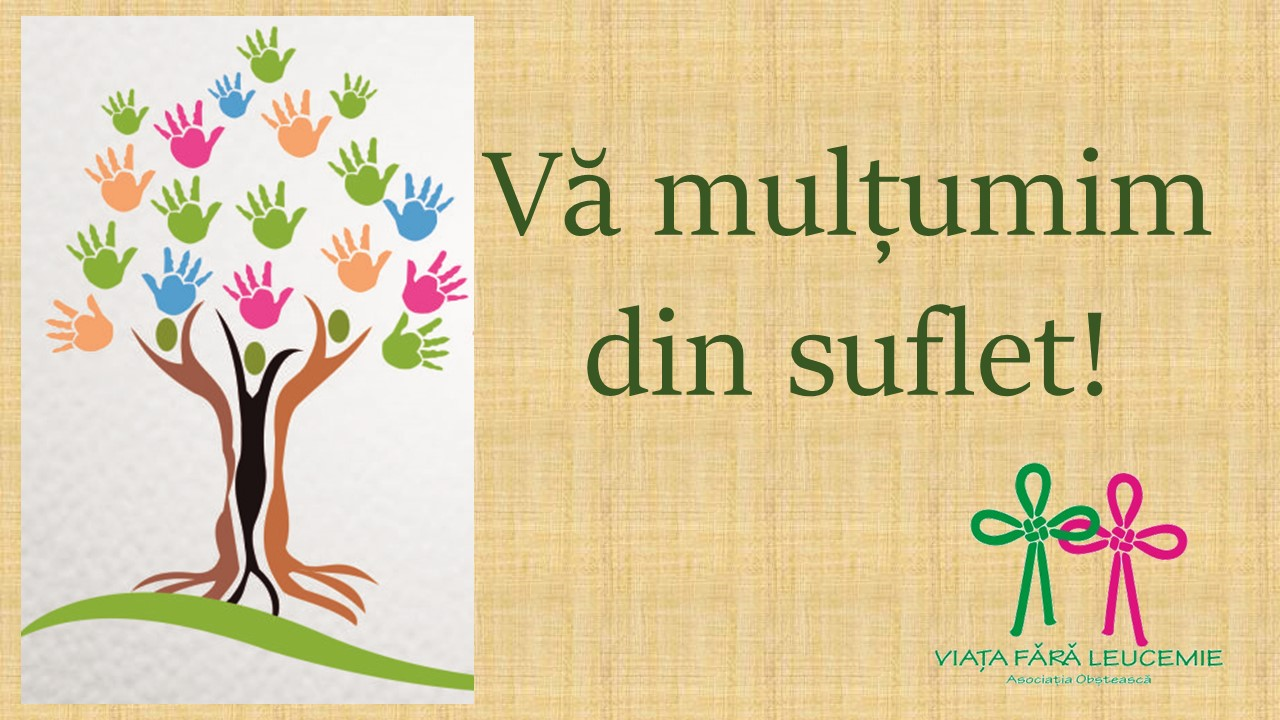 Vă mulțumim
din suflet!
VIAȚA FĂRĂ LEUCEMIE
Asociația Obștească